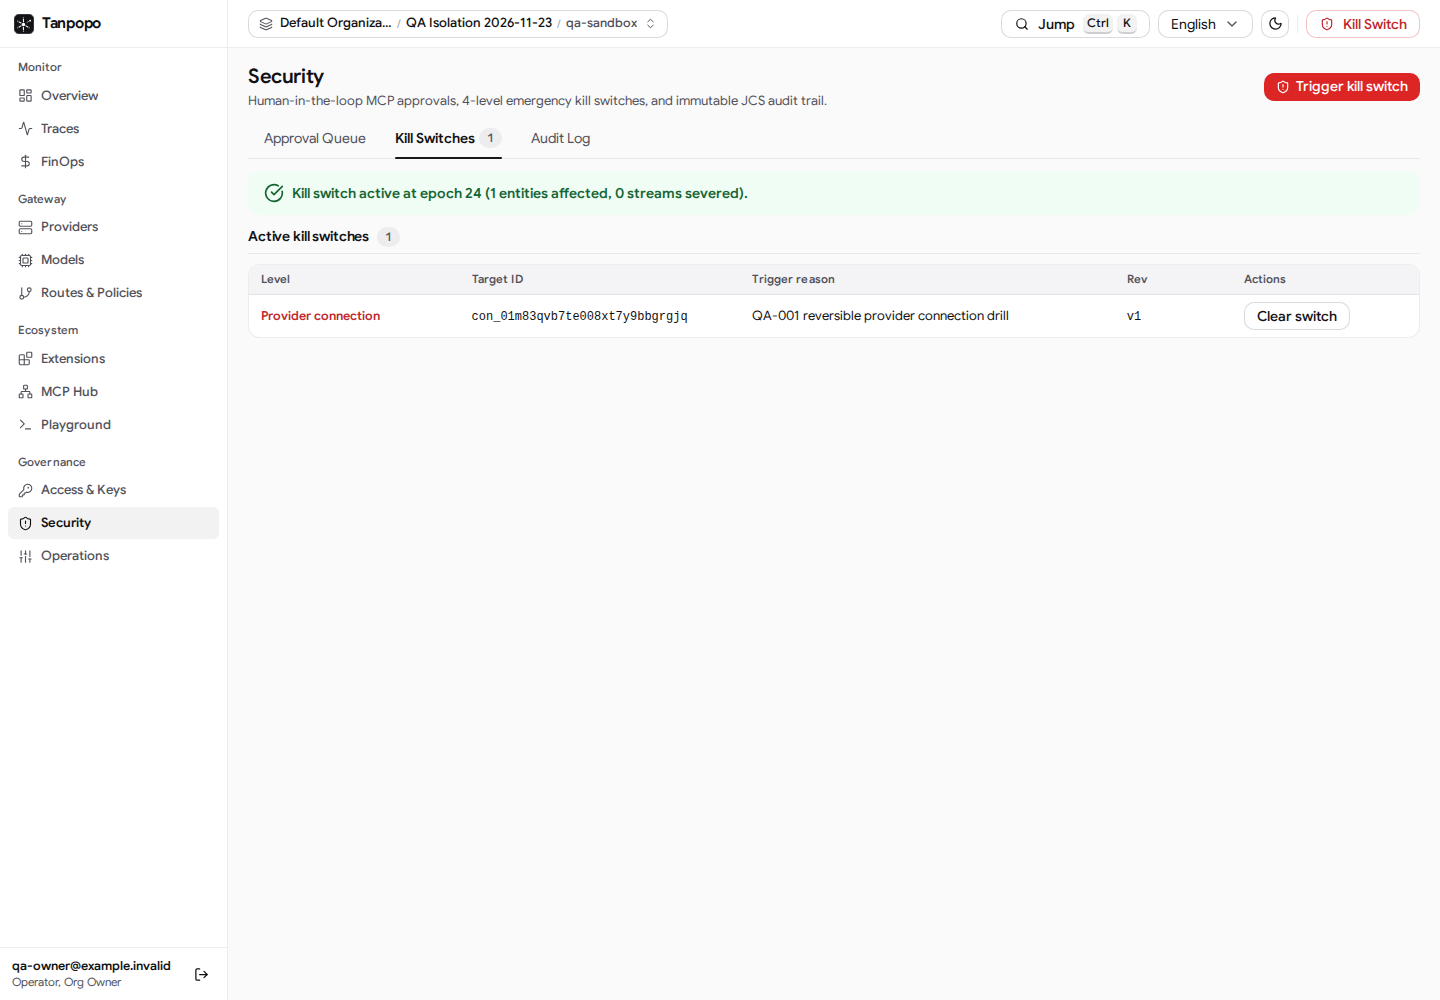 Tanpopo
Default Organiza... / QA Isolation 2026-11-23 / qa-sandbox
Jump Ctrl K
English
Kill Switch
Monitor
Overview
Traces
FinOps
Gateway
Providers
Models
Routes & Policies
Ecosystem
Extensions
MCP Hub
Playground
Governance
Access & Keys
Security
Operations
qa-owner@example.invalid
Operator, Org Owner
Security
Human-in-the-loop MCP approvals, 4-level emergency kill switches, and immutable JCS audit trail.
Trigger kill switch
Approval Queue Kill Switches 1 Audit Log
Kill switch active at epoch 24 (1 entities affected, 0 streams severed).
Active kill switches 1
Level Target ID Trigger reason Rev Actions
Provider connection con_01m83qvb7te008xt7y9bbgrgjq QA-001 reversible provider connection drill v1 Clear switch